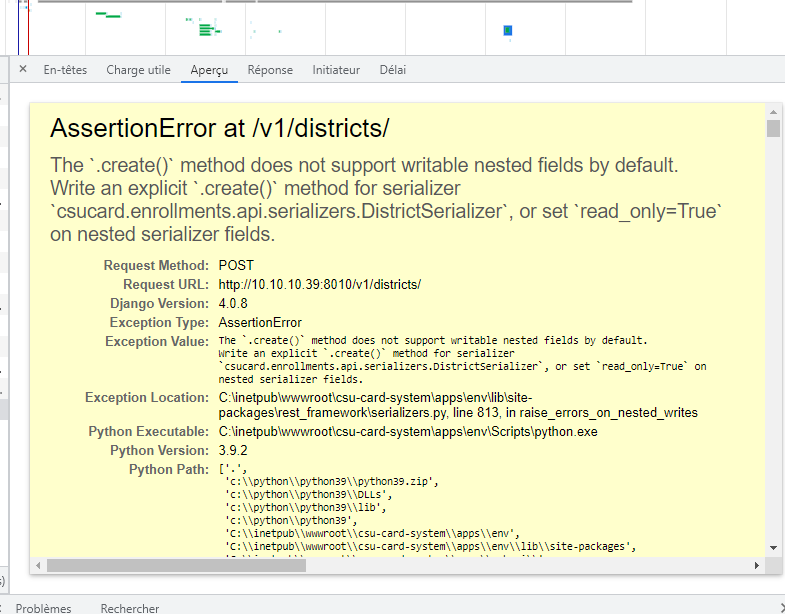 ✕ En-têtes Charge utile Aperçu Réponse Initiateur Délai
AssertionError at /v1/districts/
The `.create()` method does not support writable nested fields by default.
Write an explicit `.create()` method for serializer
`csucard.enrollments.api.serializers.DistrictSerializer`, or set `read_only=True`
on nested serializer fields.
Request Method: POST
Request URL: http://10.10.10.39:8010/v1/districts/
Django Version: 4.0.8
Exception Type: AssertionError
Exception Value: The `.create()` method does not support writable nested fields by default.
Write an explicit `.create()` method for serializer
`csucard.enrollments.api.serializers.DistrictSerializer`, or set `read_only=True` on
nested serializer fields.
Exception Location: C:\inetpub\wwwroot\csu-card-system\apps\env\lib\site-
packages\rest_framework\serializers.py, line 813, in raise_errors_on_nested_writes
Python Executable: C:\inetpub\wwwroot\csu-card-system\apps\env\Scripts\python.exe
Python Version: 3.9.2
Python Path: ['.',
'c:\\python\\python39\\python39.zip',
'c:\\python\\python39\\DLLs',
'c:\\python\\python39\\lib',
'c:\\python\\python39',
'C:\\inetpub\\wwwroot\\csu-card-system\\apps\\env',
'C:\\inetpub\\wwwroot\\csu-card-system\\apps\\env\\lib\\site-packages',
Problèmes Rechercher